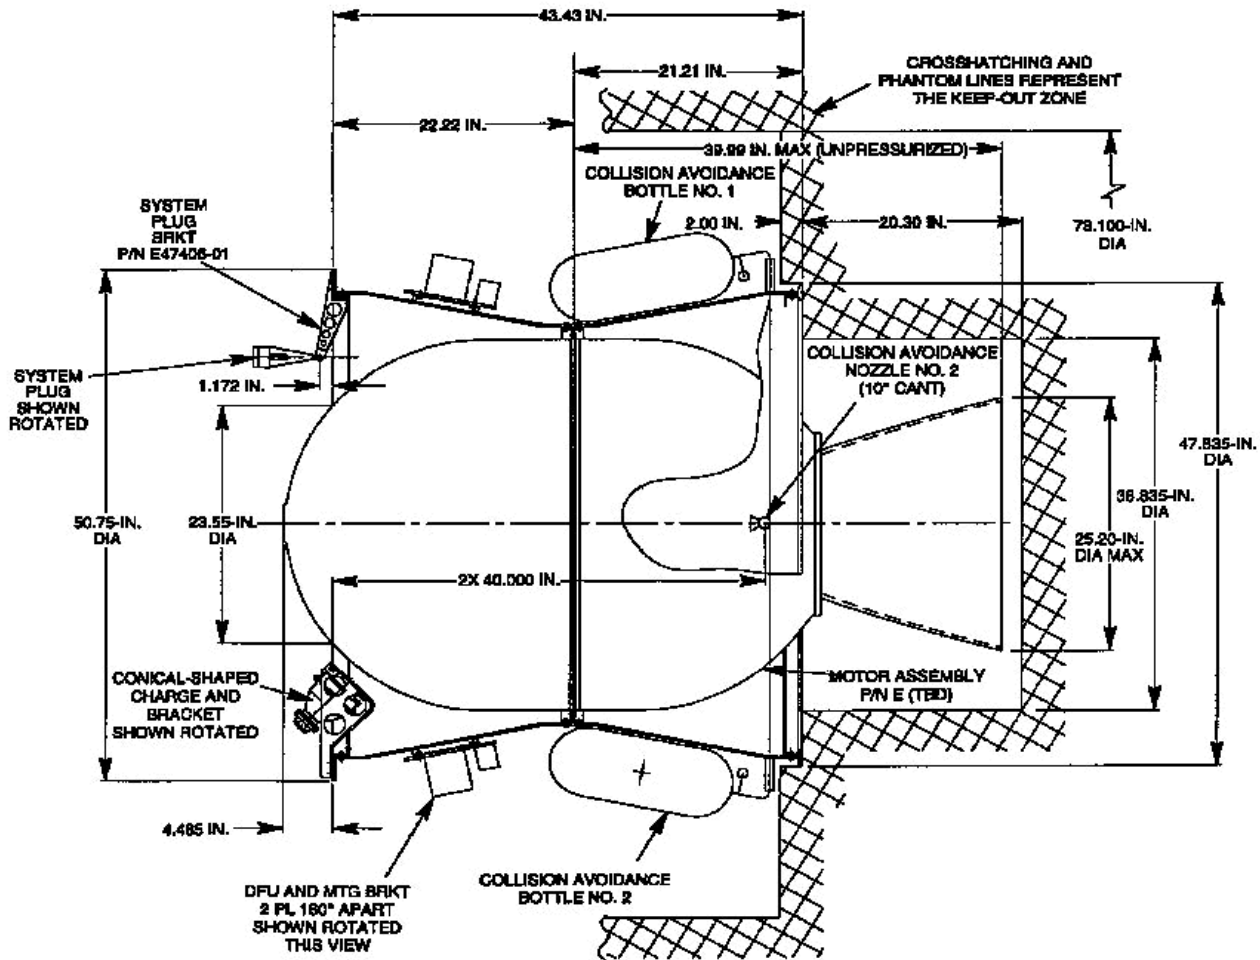 43.43 IN.
21.21 IN.
CROSSHATCHING AND
PHANTOM LINES REPRESENT
THE KEEP-OUT ZONE
22.22 IN.
39.99 IN. MAX (UNPRESSURIZED)
COLLISION AVOIDANCE
BOTTLE NO. 1
SYSTEM
PLUG
BRKT
P/N E47406-01
2.00 IN.
20.30 IN.
78.100-IN.
DIA
COLLISION AVOIDANCE
NOZZLE NO. 2
(10° CANT)
SYSTEM
PLUG
SHOWN
ROTATED
1.172 IN.
47.835-IN.
DIA
50.75-IN.
DIA
23.55-IN.
DIA
36.835-IN.
DIA
25.20-IN.
DIA MAX
2X 40.000 IN.
CONICAL-SHAPED
CHARGE AND
BRACKET
SHOWN ROTATED
MOTOR ASSEMBLY
P/N E (TBD)
4.485 IN.
DFU AND MTG BRKT
2 PL 180° APART
SHOWN ROTATED
THIS VIEW
COLLISION AVOIDANCE
BOTTLE NO. 2